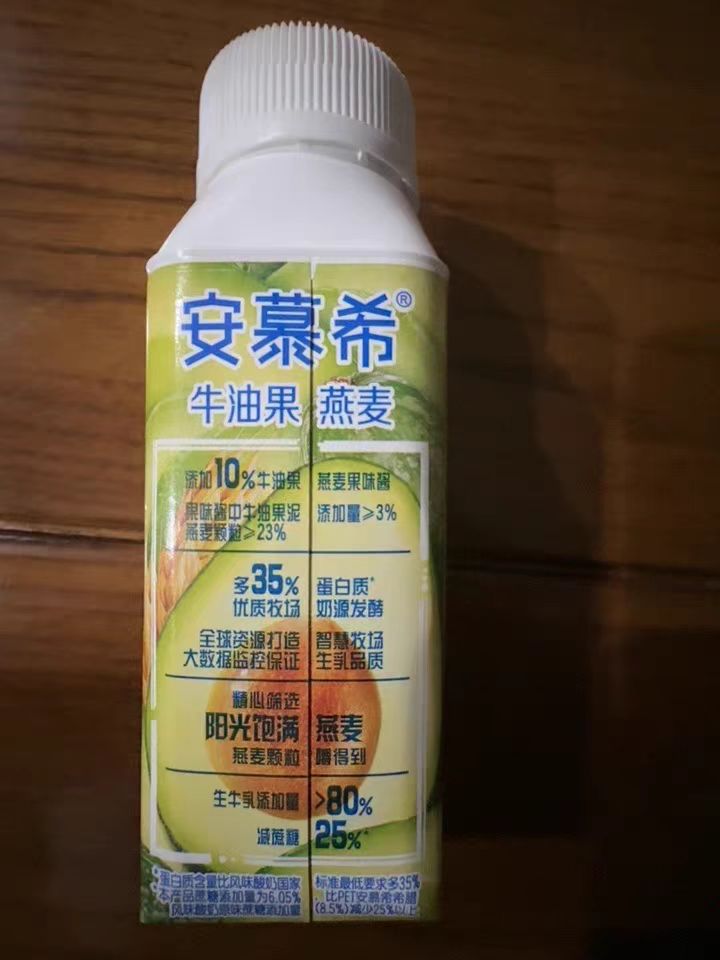 安慕希®
牛油果 燕麦
添加10%牛油果 燕麦果味酱
果味酱中牛油果泥 添加量≥3%
燕麦颗粒≥23%
多35% 蛋白质*
优质牧场 奶源发酵
全球资源打造 智慧牧场
大数据监控保证 生乳品质
精心筛选
阳光饱满 燕麦
燕麦颗粒 嚼得到
生牛乳添加量 >80%
减蔗糖 25%*
*蛋白质含量比风味酸奶国家 标准最低要求多35%
*本产品蔗糖添加量为6.05% ，比PET安慕希希腊
风味酸奶原味蔗糖添加量 (8.5%)减少25%以上